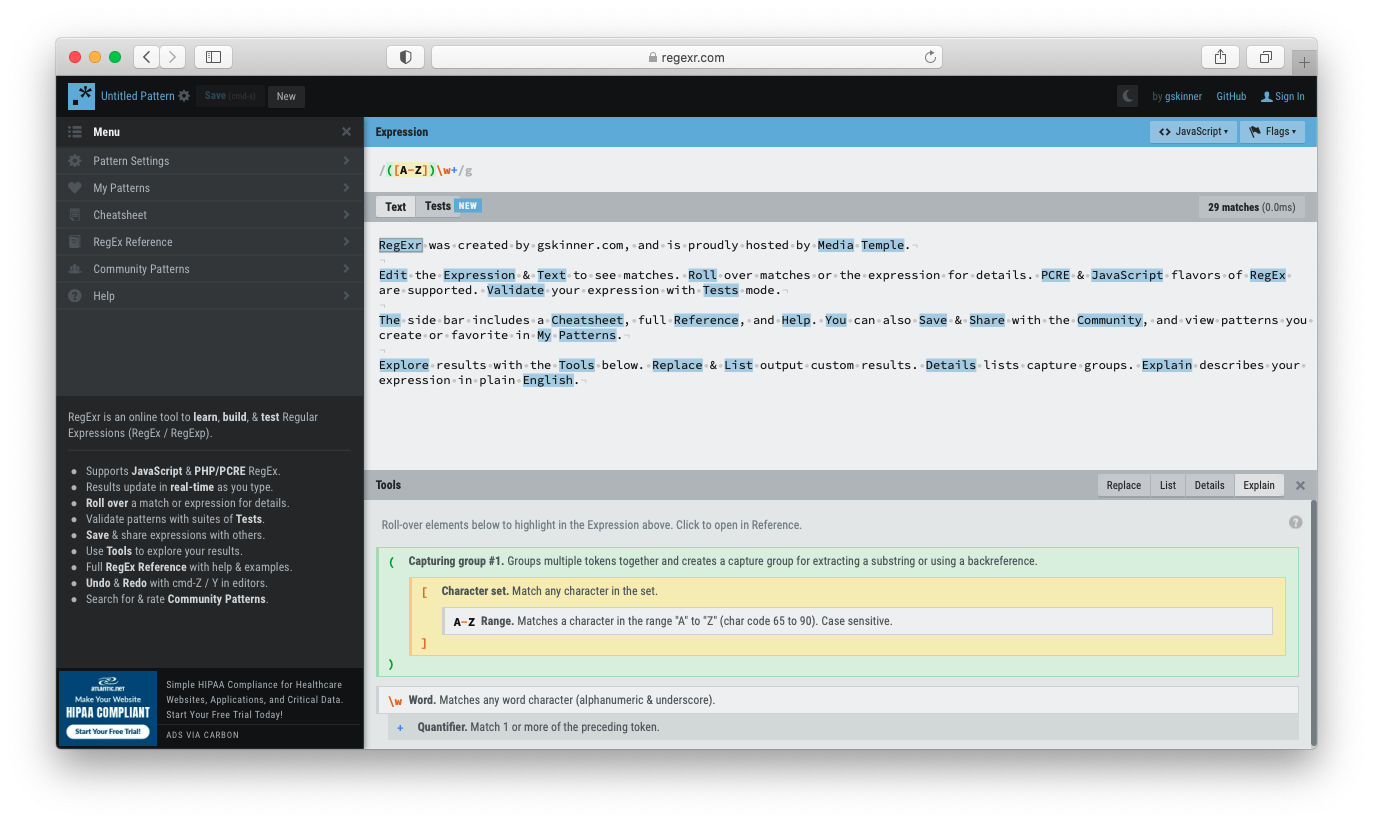 regexr.com
Untitled Pattern Save (cmd-s) New by gskinner GitHub Sign In
Menu
Pattern Settings
My Patterns
Cheatsheet
RegEx Reference
Community Patterns
Help
RegExr is an online tool to learn, build, & test Regular
Expressions (RegEx / RegExp).
Supports JavaScript & PHP/PCRE RegEx.
Results update in real-time as you type.
Roll over a match or expression for details.
Validate patterns with suites of Tests.
Save & share expressions with others.
Use Tools to explore your results.
Full RegEx Reference with help & examples.
Undo & Redo with cmd-Z / Y in editors.
Search for & rate Community Patterns.
atlantic.net
Make Your Website
HIPAA COMPLIANT
Start Your Free Trial!
Simple HIPAA Compliance for Healthcare
Websites, Applications, and Critical Data.
Start Your Free Trial Today!
ADS VIA CARBON
Expression <> JavaScript Flags
/([A-Z])\w+/g
Text Tests NEW 29 matches (0.0ms)
RegExr was created by gskinner.com, and is proudly hosted by Media Temple.
Edit the Expression & Text to see matches. Roll over matches or the expression for details. PCRE & JavaScript flavors of RegEx
are supported. Validate your expression with Tests mode.
The side bar includes a Cheatsheet, full Reference, and Help. You can also Save & Share with the Community, and view patterns you
create or favorite in My Patterns.
Explore results with the Tools below. Replace & List output custom results. Details lists capture groups. Explain describes your
expression in plain English.
Tools Replace List Details Explain
Roll-over elements below to highlight in the Expression above. Click to open in Reference. ?
( Capturing group #1. Groups multiple tokens together and creates a capture group for extracting a substring or using a backreference.
[ Character set. Match any character in the set.
A-Z Range. Matches a character in the range "A" to "Z" (char code 65 to 90). Case sensitive.
]
)
\w Word. Matches any word character (alphanumeric & underscore).
+ Quantifier. Match 1 or more of the preceding token.